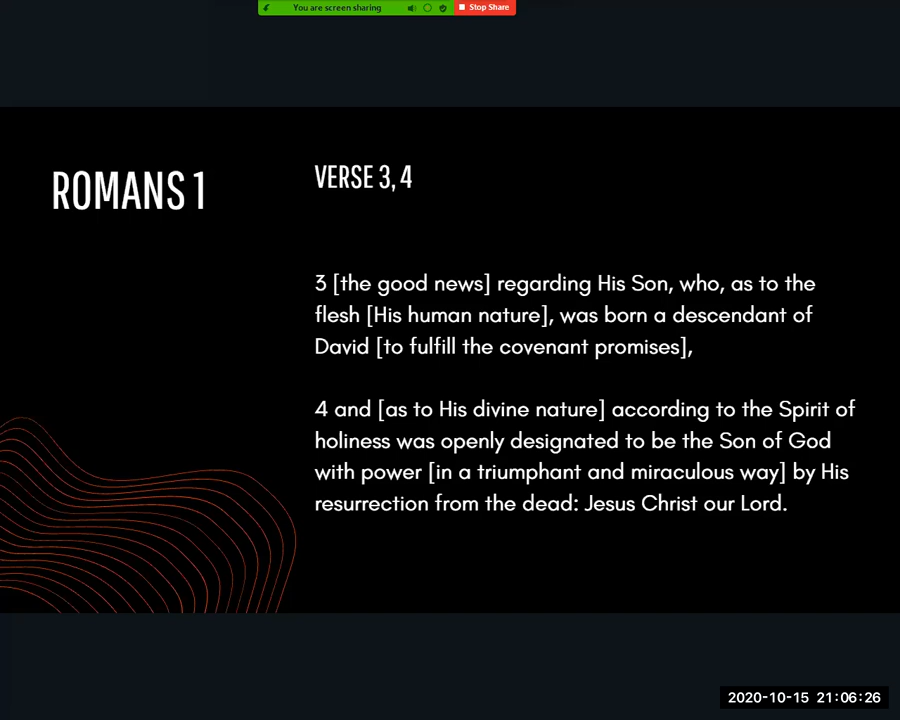 You are screen sharing
Stop Share
ROMANS 1
VERSE 3, 4
3 [the good news] regarding His Son, who, as to the
flesh [His human nature], was born a descendant of
David [to fulfill the covenant promises],
4 and [as to His divine nature] according to the Spirit of
holiness was openly designated to be the Son of God
with power [in a triumphant and miraculous way] by His
resurrection from the dead: Jesus Christ our Lord.
2020-10-15 21:06:26